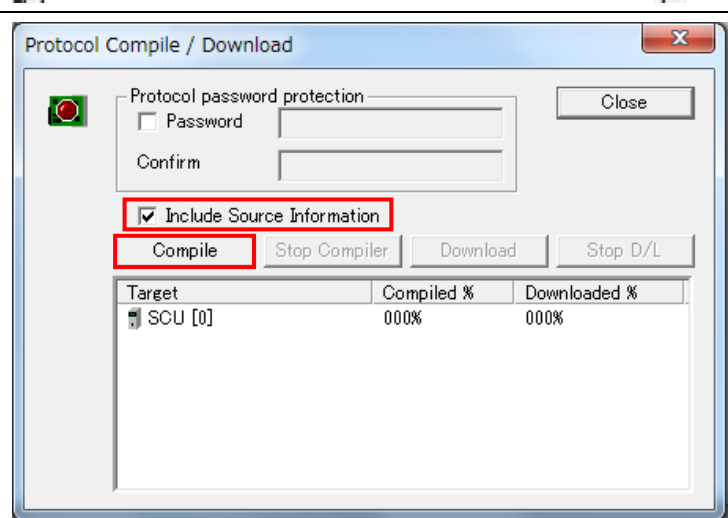 Protocol Compile / Download
Protocol password protection
Password
Confirm
Close
Include Source Information
Compile Stop Compiler Download Stop D/L
Target Compiled % Downloaded %
SCU [0] 000% 000%